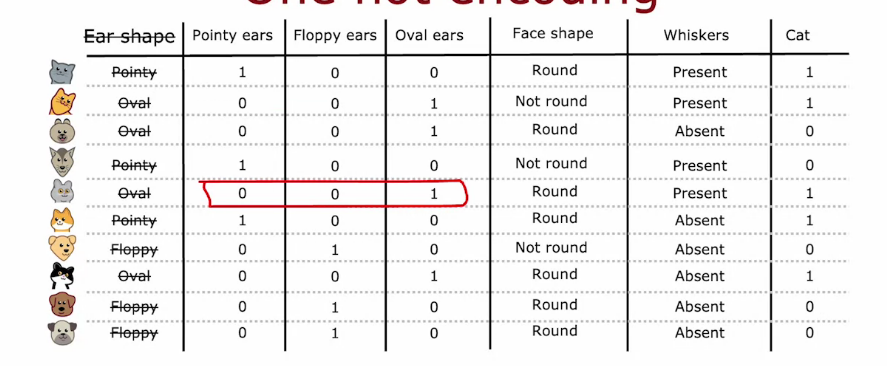 One hot encoding
Ear shape Pointy ears Floppy ears Oval ears Face shape Whiskers Cat
Pointy 1 0 0 Round Present 1
Oval 0 0 1 Not round Present 1
Oval 0 0 1 Round Absent 0
Pointy 1 0 0 Not round Present 0
Oval 0 0 1 Round Present 1
Pointy 1 0 0 Round Absent 1
Floppy 0 1 0 Not round Absent 0
Oval 0 0 1 Round Absent 1
Floppy 0 1 0 Round Absent 0
Floppy 0 1 0 Round Absent 0